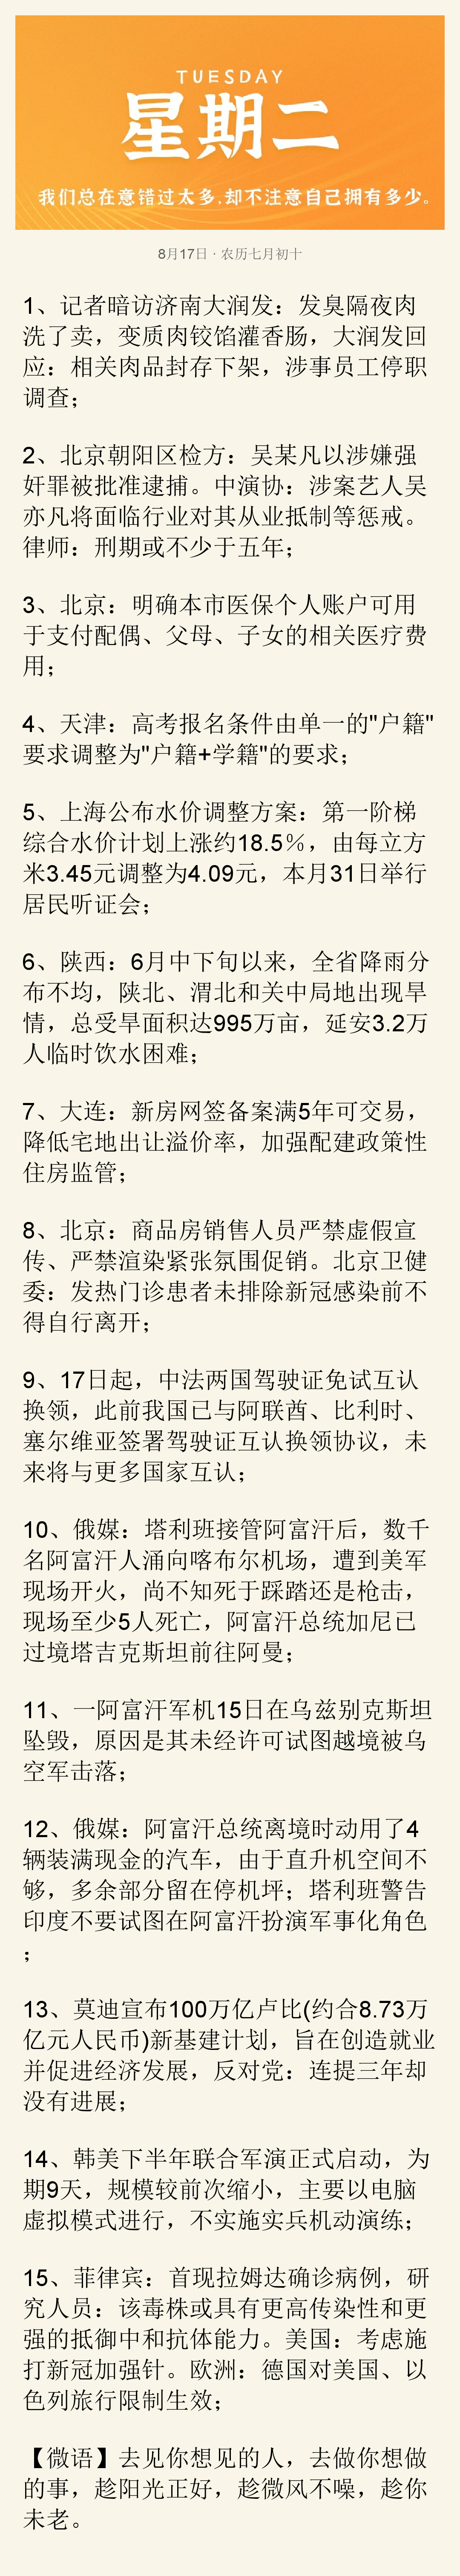 TUESDAY
星期二
我们总在意错过太多,却不注意自己拥有多少。
8月17日 · 农历七月初十
1、记者暗访济南大润发：发臭隔夜肉
洗了卖，变质肉铰馅灌香肠，大润发回
应：相关肉品封存下架，涉事员工停职
调查；
2、北京朝阳区检方：吴某凡以涉嫌强
奸罪被批准逮捕。中演协：涉案艺人吴
亦凡将面临行业对其从业抵制等惩戒。
律师：刑期或不少于五年；
3、北京：明确本市医保个人账户可用
于支付配偶、父母、子女的相关医疗费
用；
4、天津：高考报名条件由单一的"户籍"
要求调整为"户籍+学籍"的要求；
5、上海公布水价调整方案：第一阶梯
综合水价计划上涨约18.5%，由每立方
米3.45元调整为4.09元，本月31日举行
居民听证会；
6、陕西：6月中下旬以来，全省降雨分
布不均，陕北、渭北和关中局地出现旱
情，总受旱面积达995万亩，延安3.2万
人临时饮水困难；
7、大连：新房网签备案满5年可交易，
降低宅地出让溢价率，加强配建政策性
住房监管；
8、北京：商品房销售人员严禁虚假宣
传、严禁渲染紧张氛围促销。北京卫健
委：发热门诊患者未排除新冠感染前不
得自行离开；
9、17日起，中法两国驾驶证免试互认
换领，此前我国已与阿联酋、比利时、
塞尔维亚签署驾驶证互认换领协议，未
来将与更多国家互认；
10、俄媒：塔利班接管阿富汗后，数千
名阿富汗人涌向喀布尔机场，遭到美军
现场开火，尚不知死于踩踏还是枪击，
现场至少5人死亡，阿富汗总统加尼已
过境塔吉克斯坦前往阿曼；
11、一阿富汗军机15日在乌兹别克斯坦
坠毁，原因是其未经许可试图越境被乌
空军击落；
12、俄媒：阿富汗总统离境时动用了4
辆装满现金的汽车，由于直升机空间不
够，多余部分留在停机坪；塔利班警告
印度不要试图在阿富汗扮演军事化角色
；
13、莫迪宣布100万亿卢比(约合8.73万
亿元人民币)新基建计划，旨在创造就业
并促进经济发展，反对党：连提三年却
没有进展；
14、韩美下半年联合军演正式启动，为
期9天，规模较前次缩小，主要以电脑
虚拟模式进行，不实施实兵机动演练；
15、菲律宾：首现拉姆达确诊病例，研
究人员：该毒株或具有更高传染性和更
强的抵御中和抗体能力。美国：考虑施
打新冠加强针。欧洲：德国对美国、以
色列旅行限制生效；
【微语】去见你想见的人，去做你想做
的事，趁阳光正好，趁微风不噪，趁你
未老。